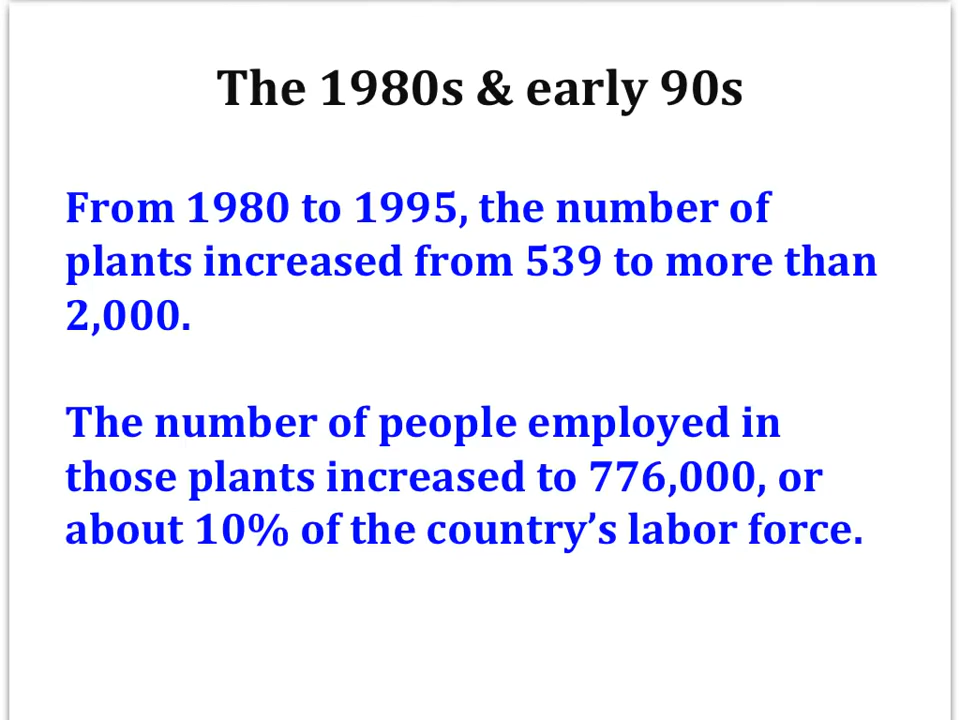 The 1980s & early 90s
From 1980 to 1995, the number of
plants increased from 539 to more than
2,000.
The number of people employed in
those plants increased to 776,000, or
about 10% of the country’s labor force.